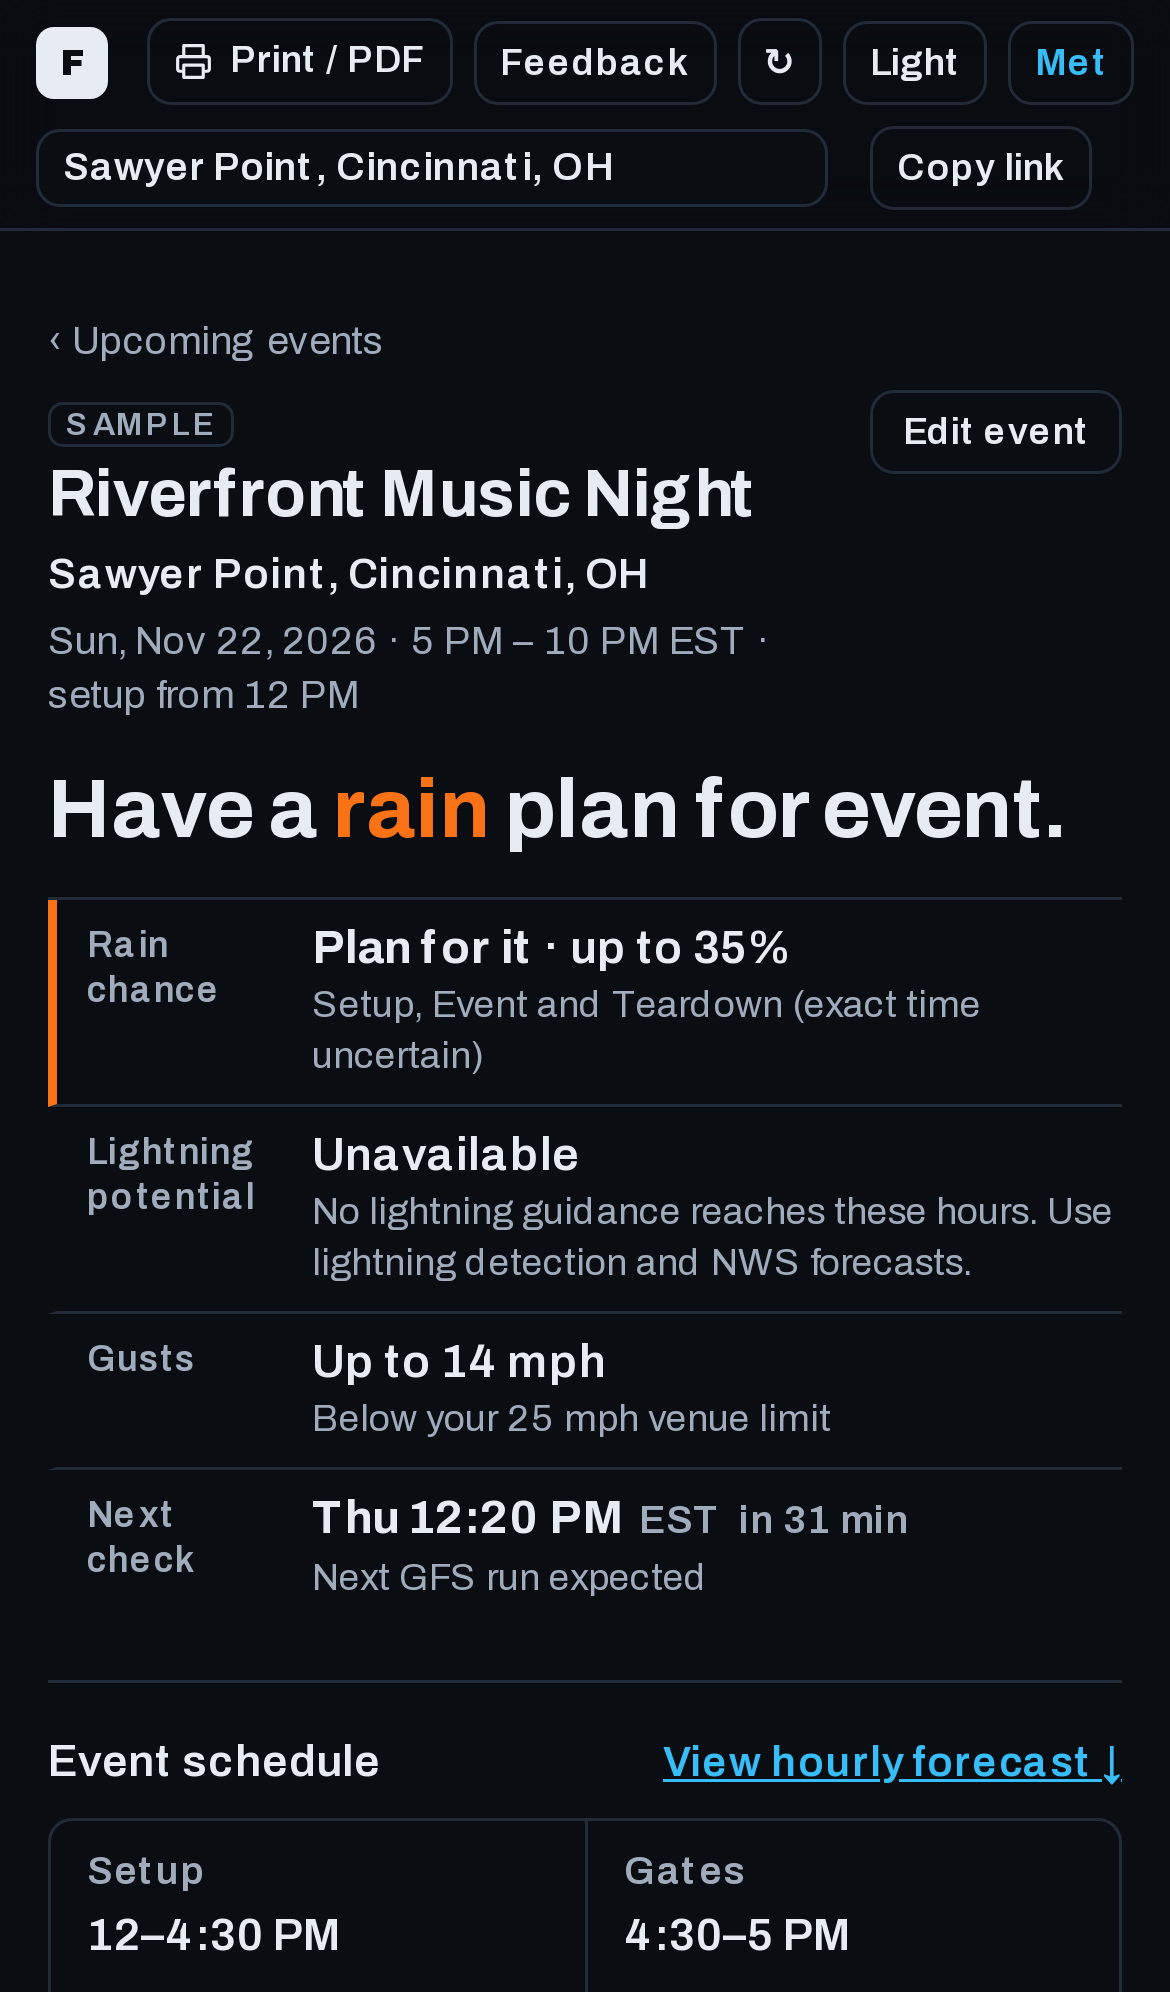 F Print / PDF Feedback ↻ Light Met
Sawyer Point, Cincinnati, OH Copy link
‹ Upcoming events
SAMPLE Edit event
Riverfront Music Night
Sawyer Point, Cincinnati, OH
Sun, Nov 22, 2026 · 5 PM – 10 PM EST ·
setup from 12 PM
Have a rain plan for event.
Rain chance
Plan for it · up to 35%
Setup, Event and Teardown (exact time
uncertain)
Lightning potential
Unavailable
No lightning guidance reaches these hours. Use
lightning detection and NWS forecasts.
Gusts
Up to 14 mph
Below your 25 mph venue limit
Next check
Thu 12:20 PM EST in 31 min
Next GFS run expected
Event schedule View hourly forecast ↓
Setup
12–4:30 PM
Gates
4:30–5 PM